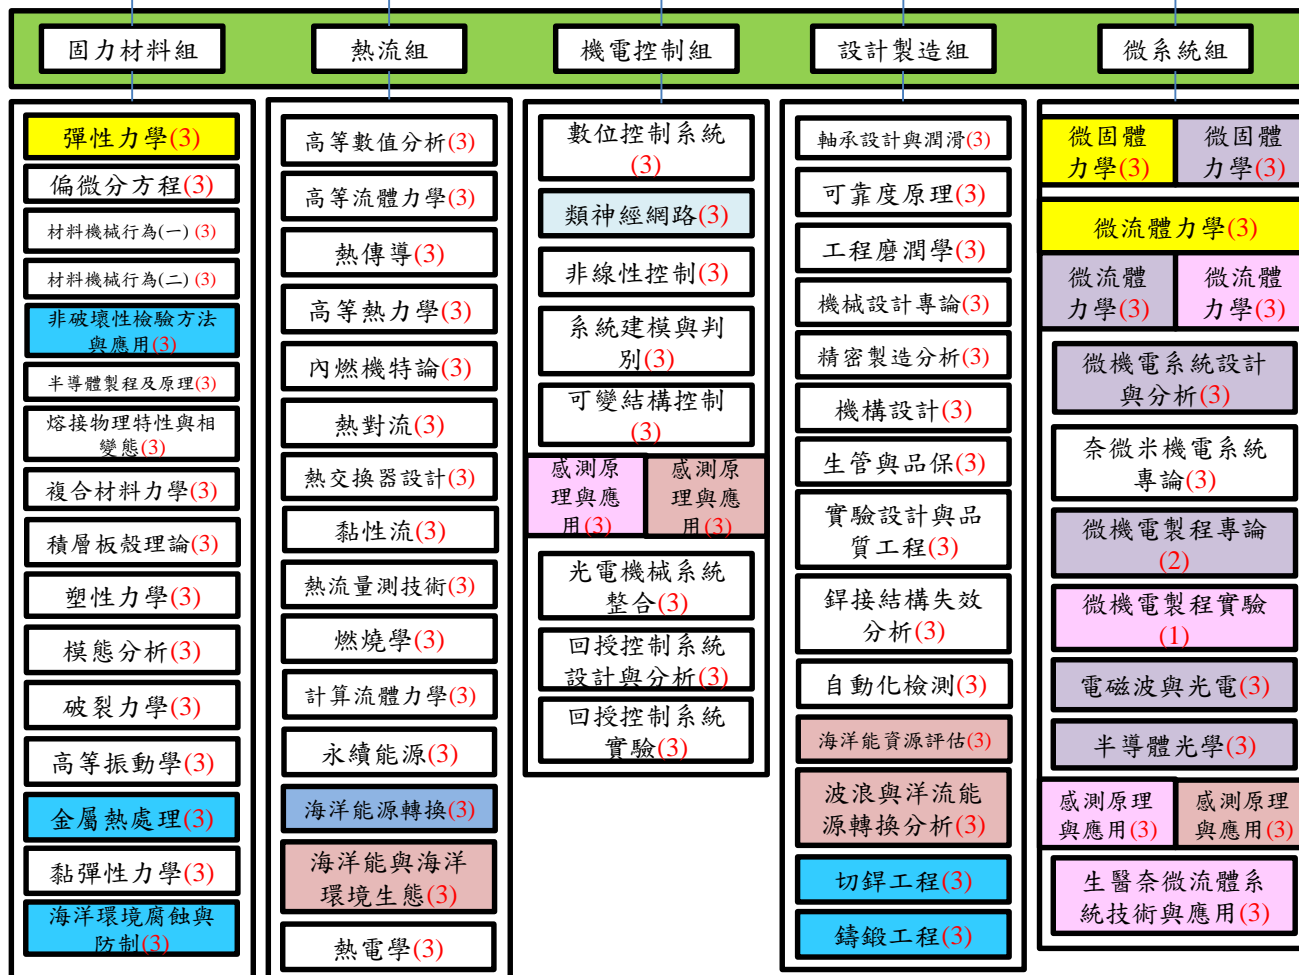 固力材料組
熱流組
機電控制組
設計製造組
微系統組
彈性力學(3)
偏微分方程(3)
材料機械行為(一) (3)
材料機械行為(二) (3)
非破壞性檢驗方法
與應用(3)
半導體製程及原理(3)
熔接物理特性與相
變態(3)
複合材料力學(3)
積層板殼理論(3)
塑性力學(3)
模態分析(3)
破裂力學(3)
高等振動學(3)
金屬熱處理(3)
黏彈性力學(3)
海洋環境腐蝕與
防制(3)
高等數值分析(3)
高等流體力學(3)
熱傳導(3)
高等熱力學(3)
內燃機特論(3)
熱對流(3)
熱交換器設計(3)
黏性流(3)
熱流量測技術(3)
燃燒學(3)
計算流體力學(3)
永續能源(3)
海洋能源轉換(3)
海洋能與海洋
環境生態(3)
熱電學(3)
數位控制系統
(3)
類神經網路(3)
非線性控制(3)
系統建模與判
別(3)
可變結構控制
(3)
感測原
理與應
用(3)
感測原
理與應
用(3)
光電機械系統
整合(3)
回授控制系統
設計與分析(3)
回授控制系統
實驗(3)
軸承設計與潤滑(3)
可靠度原理(3)
工程磨潤學(3)
機械設計專論(3)
精密製造分析(3)
機構設計(3)
生管與品保(3)
實驗設計與品
質工程(3)
銲接結構失效
分析(3)
自動化檢測(3)
海洋能資源評估(3)
波浪與洋流能
源轉換分析(3)
切銲工程(3)
鑄鍛工程(3)
微固體
力學(3)
微固體
力學(3)
微流體力學(3)
微流體
力學(3)
微流體
力學(3)
微機電系統設計
與分析(3)
奈微米機電系統
專論(3)
微機電製程專論
(2)
微機電製程實驗
(1)
電磁波與光電(3)
半導體光學(3)
感測原理
與應用(3)
感測原理
與應用(3)
生醫奈微流體系
統技術與應用(3)